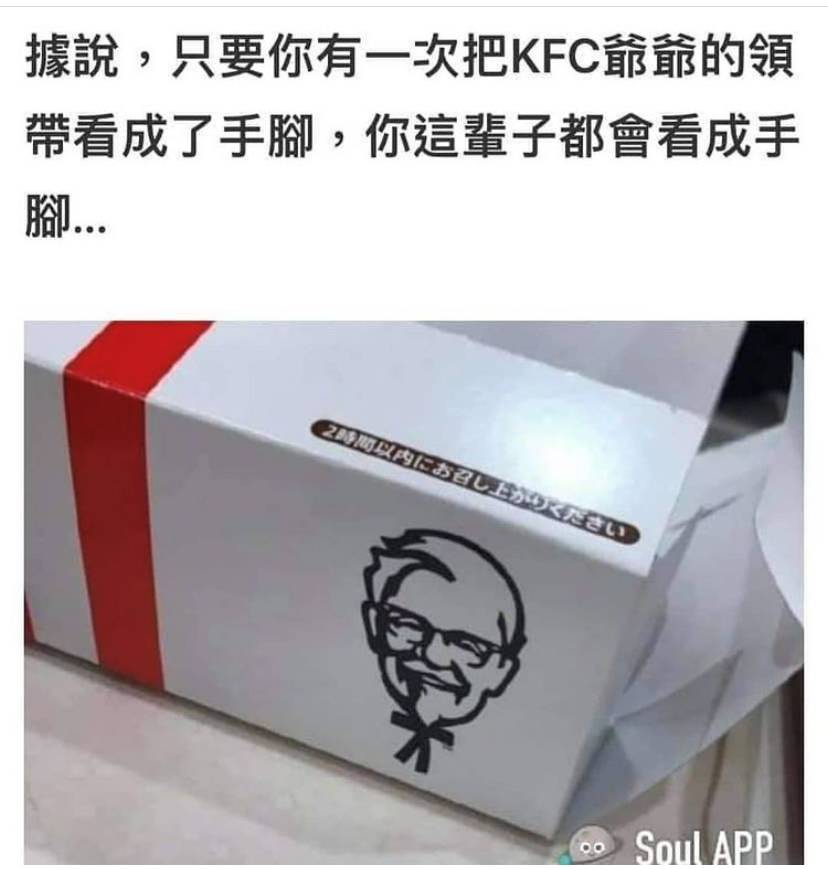 據說，只要你有一次把KFC爺爺的領
帶看成了手腳，你這輩子都會看成手
腳...
2時間以内にお召し上がりください
Soul APP